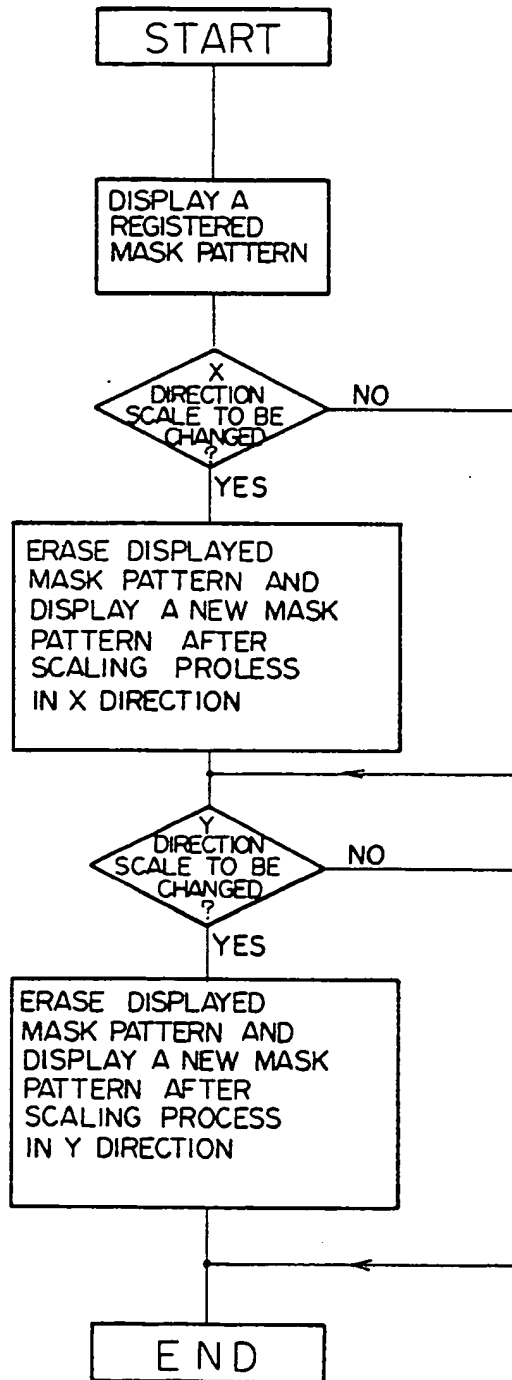 START
DISPLAY A
REGISTERED
MASK PATTERN
X
DIRECTION
SCALE TO BE
CHANGED
?
NO
YES
ERASE DISPLAYED
MASK PATTERN AND
DISPLAY A NEW MASK
PATTERN AFTER
SCALING PROLESS
IN X DIRECTION
Y
DIRECTION
SCALE TO BE
CHANGED
?
NO
YES
ERASE DISPLAYED
MASK PATTERN AND
DISPLAY A NEW MASK
PATTERN AFTER
SCALING PROCESS
IN Y DIRECTION
END